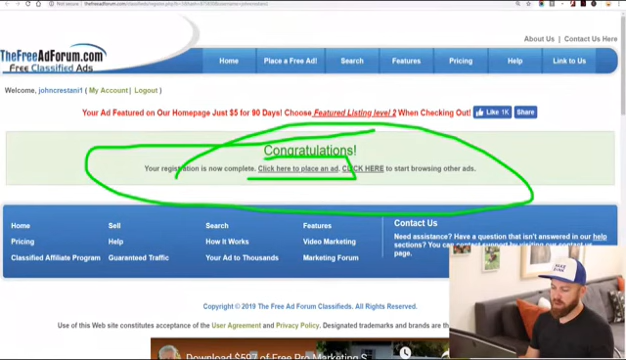 Not secure | thefreeadforum.com/classifieds/register.php?b=
TheFreeAdForum.com
Free Classified Ads
About Us | Contact Us Here
Home Place a Free Ad! Search Features Pricing Help Link to Us
Welcome, johncrestani1 ( My Account | Logout )
Your Ad Featured on Our Homepage Just $5 for 90 Days! Choose Featured Listing level 2 When Checking Out! Like 1K Share
Congratulations!
Your registration is now complete. Click here to place an ad. CLICK HERE to start browsing other ads.
Home Sell Search Features
Pricing Help How It Works Video Marketing
Classified Affiliate Program Guaranteed Traffic Your Ad to Thousands Marketing Forum
Contact Us
Need assistance? Have a question that isn't answered in our help
sections? You can contact support by visiting our contact us
page.
Copyright © 2019 The Free Ad Forum Classifieds. All Rights Reserved.
Use of this Web site constitutes acceptance of the User Agreement and Privacy Policy. Designated trademarks and brands are the
Download $597 of Free Pro Marketing S